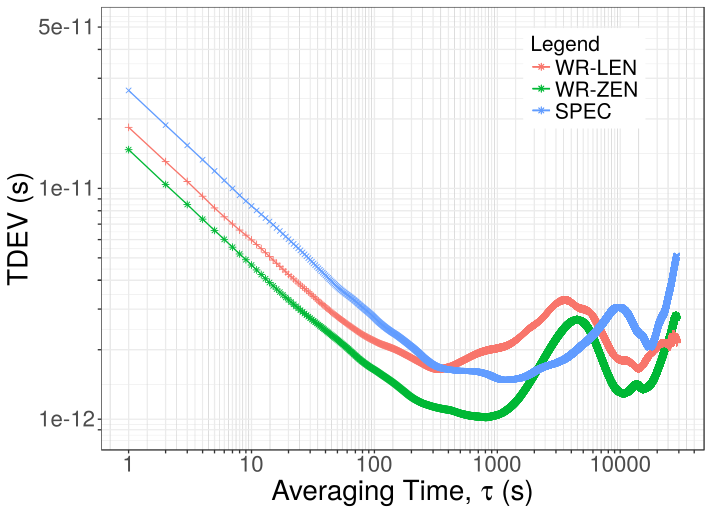 5e-11
1e-11
1e-12
TDEV (s)
Legend
WR-LEN
WR-ZEN
SPEC
1 10 100 1000 10000
Averaging Time, τ (s)